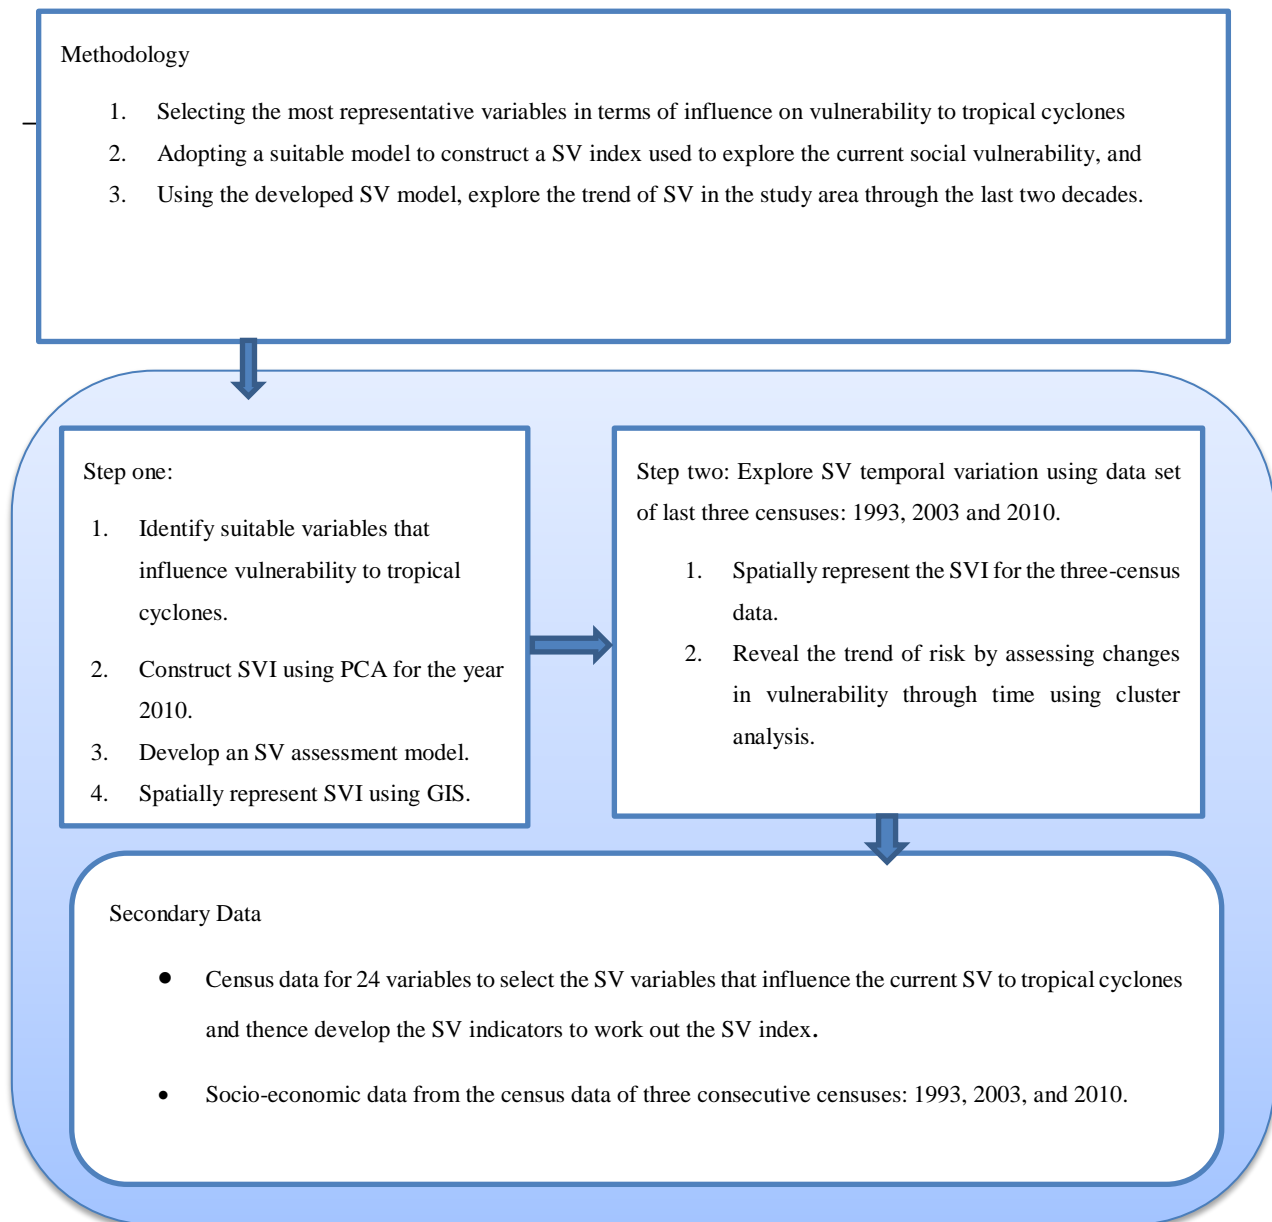 Methodology
1. Selecting the most representative variables in terms of influence on vulnerability to tropical cyclones
2. Adopting a suitable model to construct a SV index used to explore the current social vulnerability, and
3. Using the developed SV model, explore the trend of SV in the study area through the last two decades.
Step one:
1. Identify suitable variables that
influence vulnerability to tropical
cyclones.
2. Construct SVI using PCA for the year
2010.
3. Develop an SV assessment model.
4. Spatially represent SVI using GIS.
Step two: Explore SV temporal variation using data set
of last three censuses: 1993, 2003 and 2010.
1. Spatially represent the SVI for the three-census
data.
2. Reveal the trend of risk by assessing changes
in vulnerability through time using cluster
analysis.
Secondary Data
• Census data for 24 variables to select the SV variables that influence the current SV to tropical cyclones
and thence develop the SV indicators to work out the SV index.
• Socio-economic data from the census data of three consecutive censuses: 1993, 2003, and 2010.